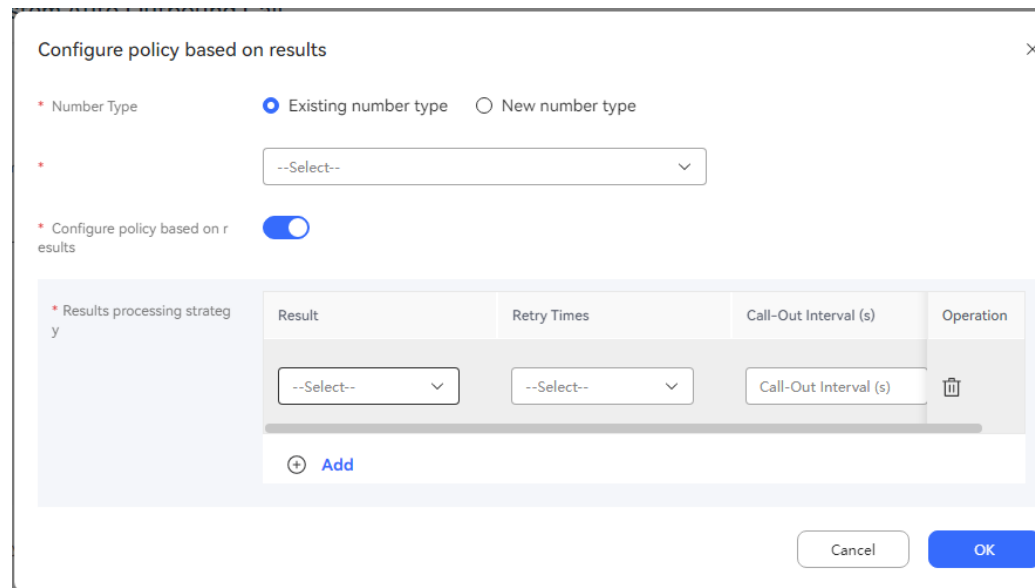 Configure policy based on results
* Number Type
Existing number type
New number type
*
--Select--
* Configure policy based on r
esults
* Results processing strateg
y
Result
Retry Times
Call-Out Interval (s)
Operation
--Select--
--Select--
Call-Out Interval (s)
Add
Cancel
OK